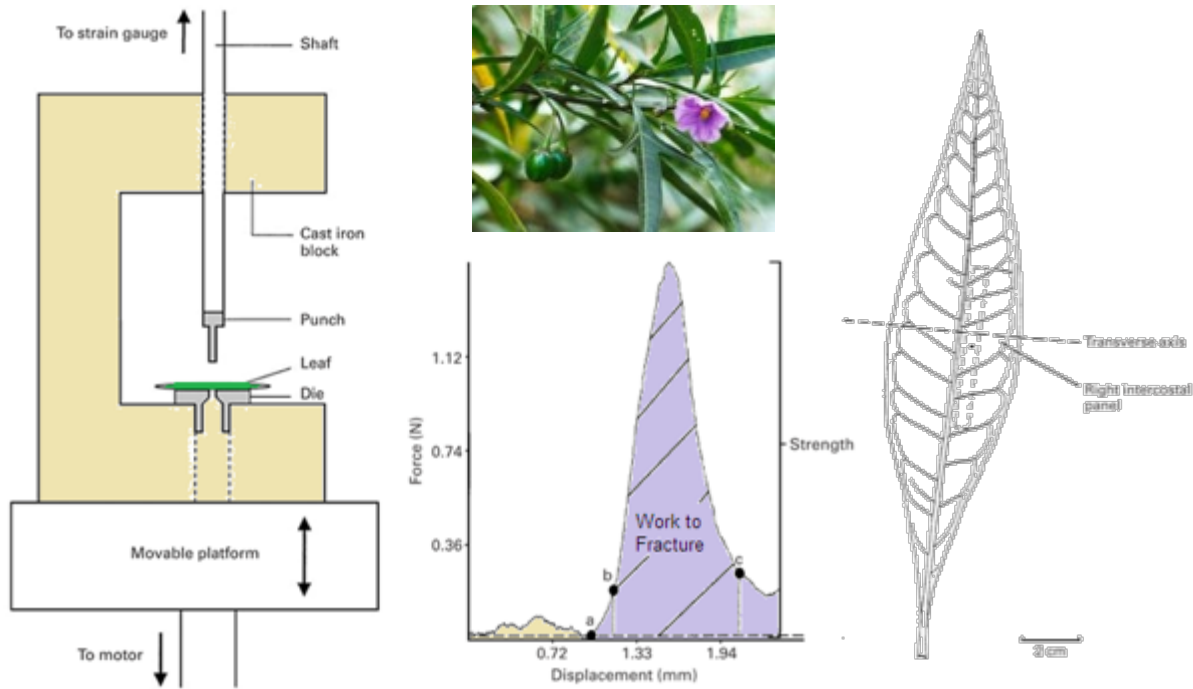 To strain gauge
Shaft
Cast iron
block
Punch
Leaf
Die
Movable platform
To motor
Force (N)
1.12
0.74
0.36
a
b
c
Work to
Fracture
Strength
0.72
1.33
1.94
Displacement (mm)
Transverse axis
Right intercostal
panel
2 cm